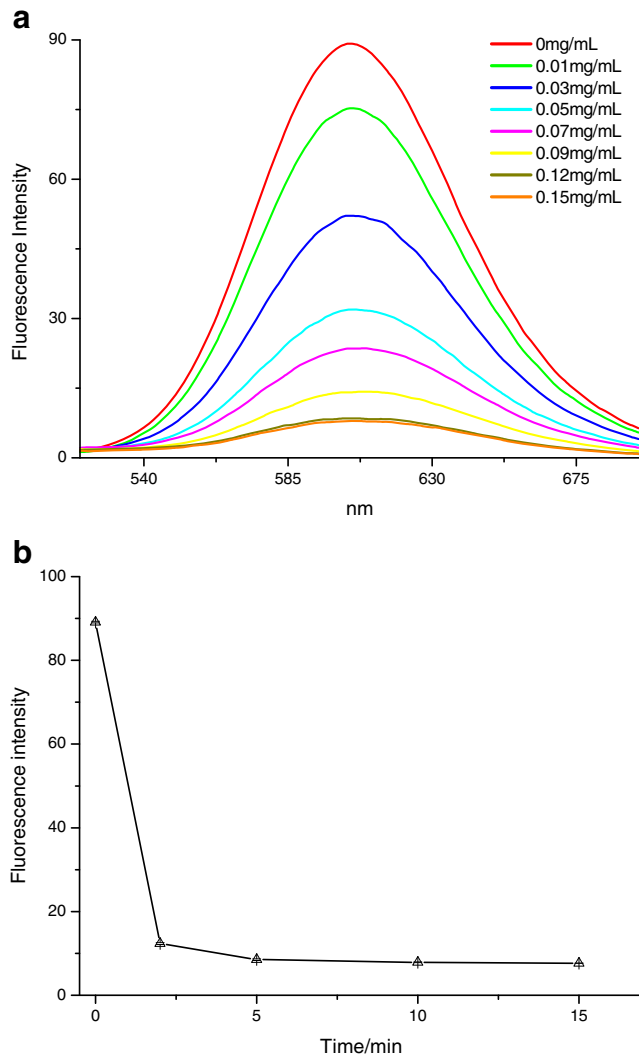 a
90
60
30
0
Fluorescence Intensity
0mg/mL
0.01mg/mL
0.03mg/mL
0.05mg/mL
0.07mg/mL
0.09mg/mL
0.12mg/mL
0.15mg/mL
540 585 630 675
nm
b
100
80
60
40
20
0
Fluorescence intensity
0 5 10 15
Time/min